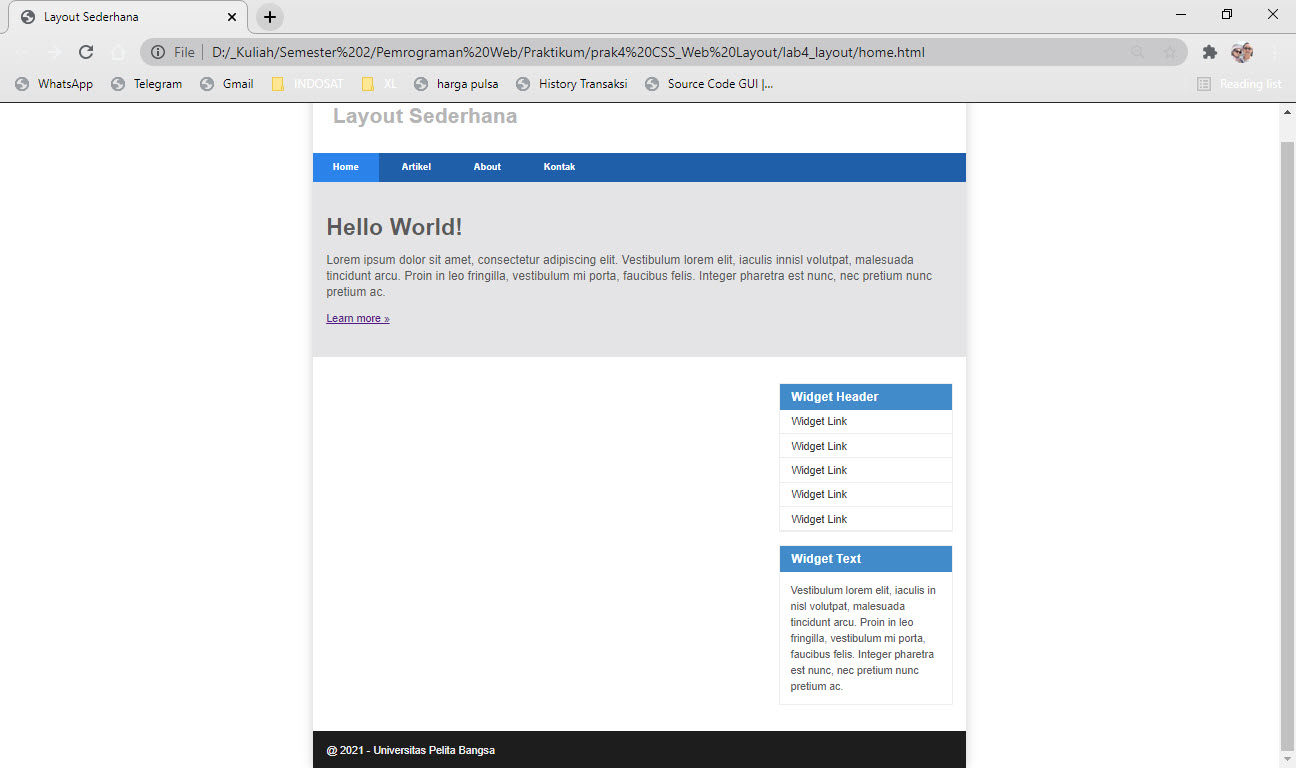 Layout Sederhana
File
D:/_Kuliah/Semester%202/Pemrograman%20Web/Praktikum/prak4%20CSS_Web%20Layout/lab4_layout/home.html
WhatsApp Telegram Gmail INDOSAT XL harga pulsa History Transaksi Source Code GUI |... Reading list
Layout Sederhana
Home Artikel About Kontak
Hello World!
Lorem ipsum dolor sit amet, consectetur adipiscing elit. Vestibulum lorem elit, iaculis innisl volutpat, malesuada
tincidunt arcu. Proin in leo fringilla, vestibulum mi porta, faucibus felis. Integer pharetra est nunc, nec pretium nunc
pretium ac.
Learn more »
Widget Header
Widget Link
Widget Link
Widget Link
Widget Link
Widget Link
Widget Text
Vestibulum lorem elit, iaculis in
nisl volutpat, malesuada
tincidunt arcu. Proin in leo
fringilla, vestibulum mi porta,
faucibus felis. Integer pharetra
est nunc, nec pretium nunc
pretium ac.
@ 2021 - Universitas Pelita Bangsa